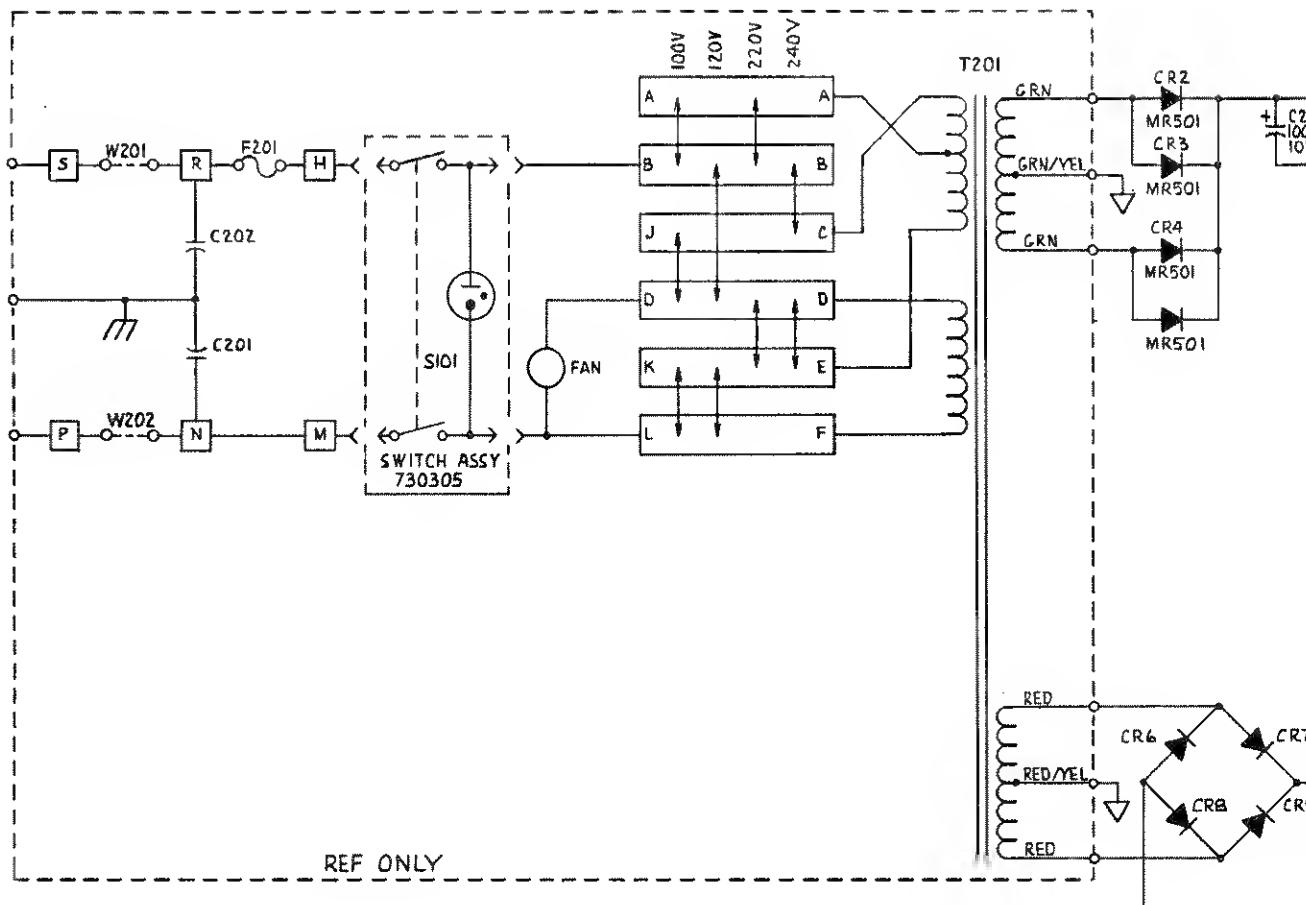 100V
120V
220V
240V
T201
GRN
CR2
MR501
CR3
MR501
GRN/YEL
CR4
MR501
GRN
MR501
+
S
W201
R
F201
H
A
A
B
B
J
C
D
D
K
E
L
F
C202
C201
S101
FAN
P
W202
N
M
SWITCH ASSY
730305
RED
CR6
CR7
RED/YEL
CR8
RED
REF ONLY